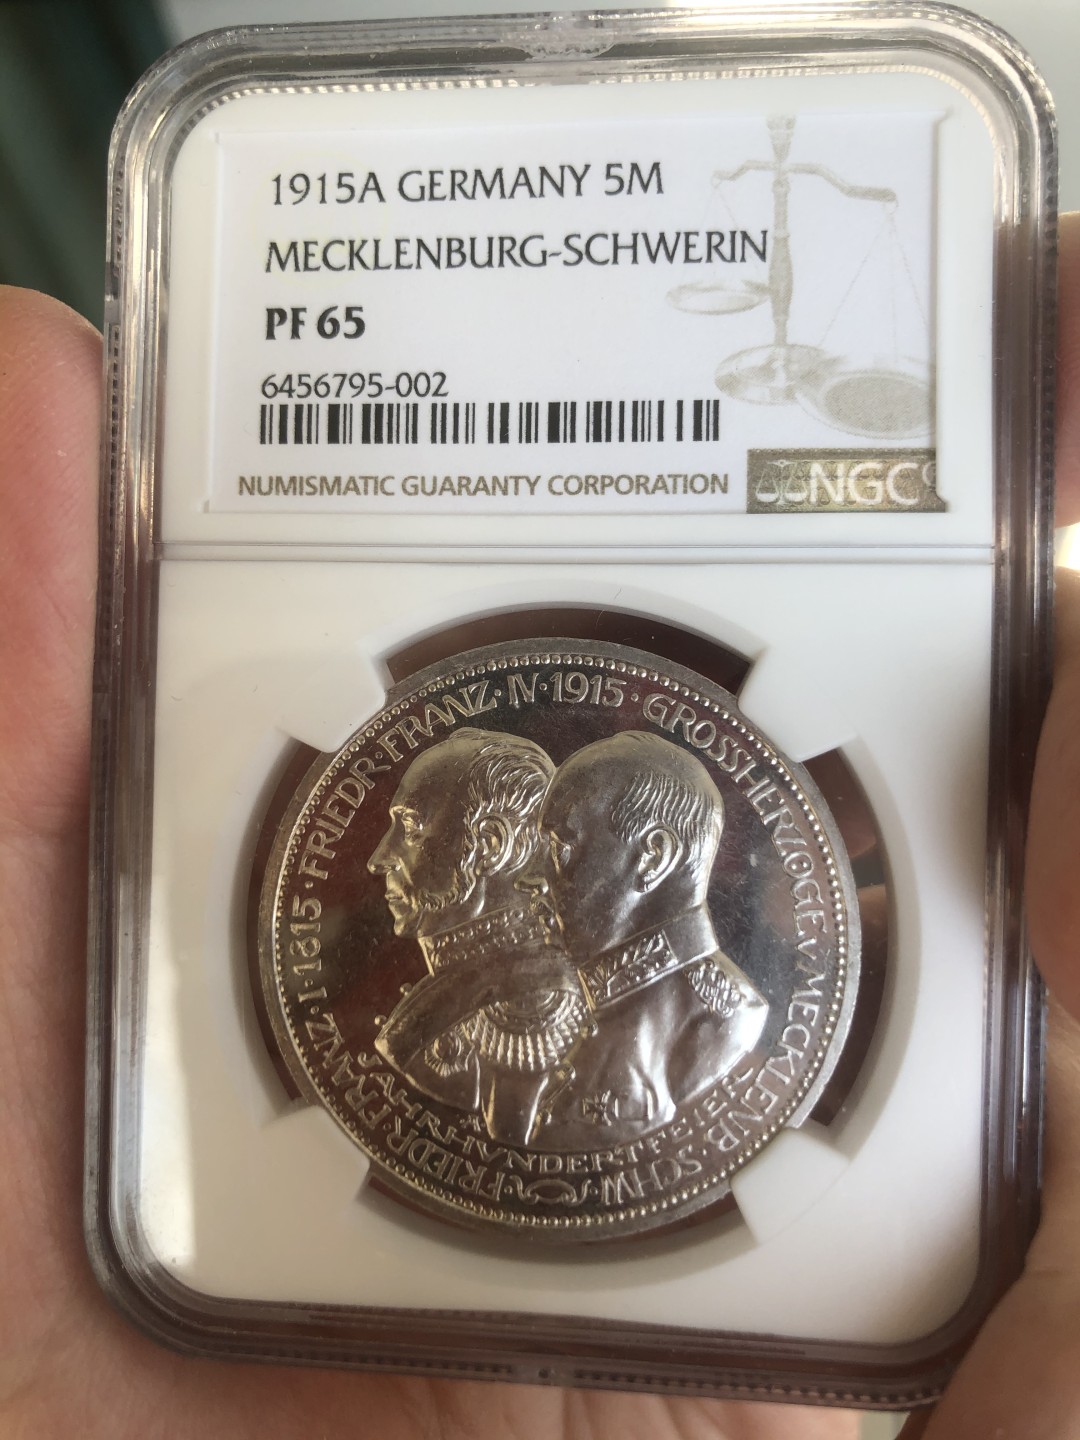 1915A GERMANY 5M
MECKLENBURG-SCHWERIN
PF 65
6456795-002
NUMISMATIC GUARANTY CORPORATION
NGC
FRIEDR·FRANZ·I·1815·FRIEDR·FRANZ·IV·1915·GROSSHERZOGE V MECKLENB·SCHW·
JAHRHVNDERTFEIER
A